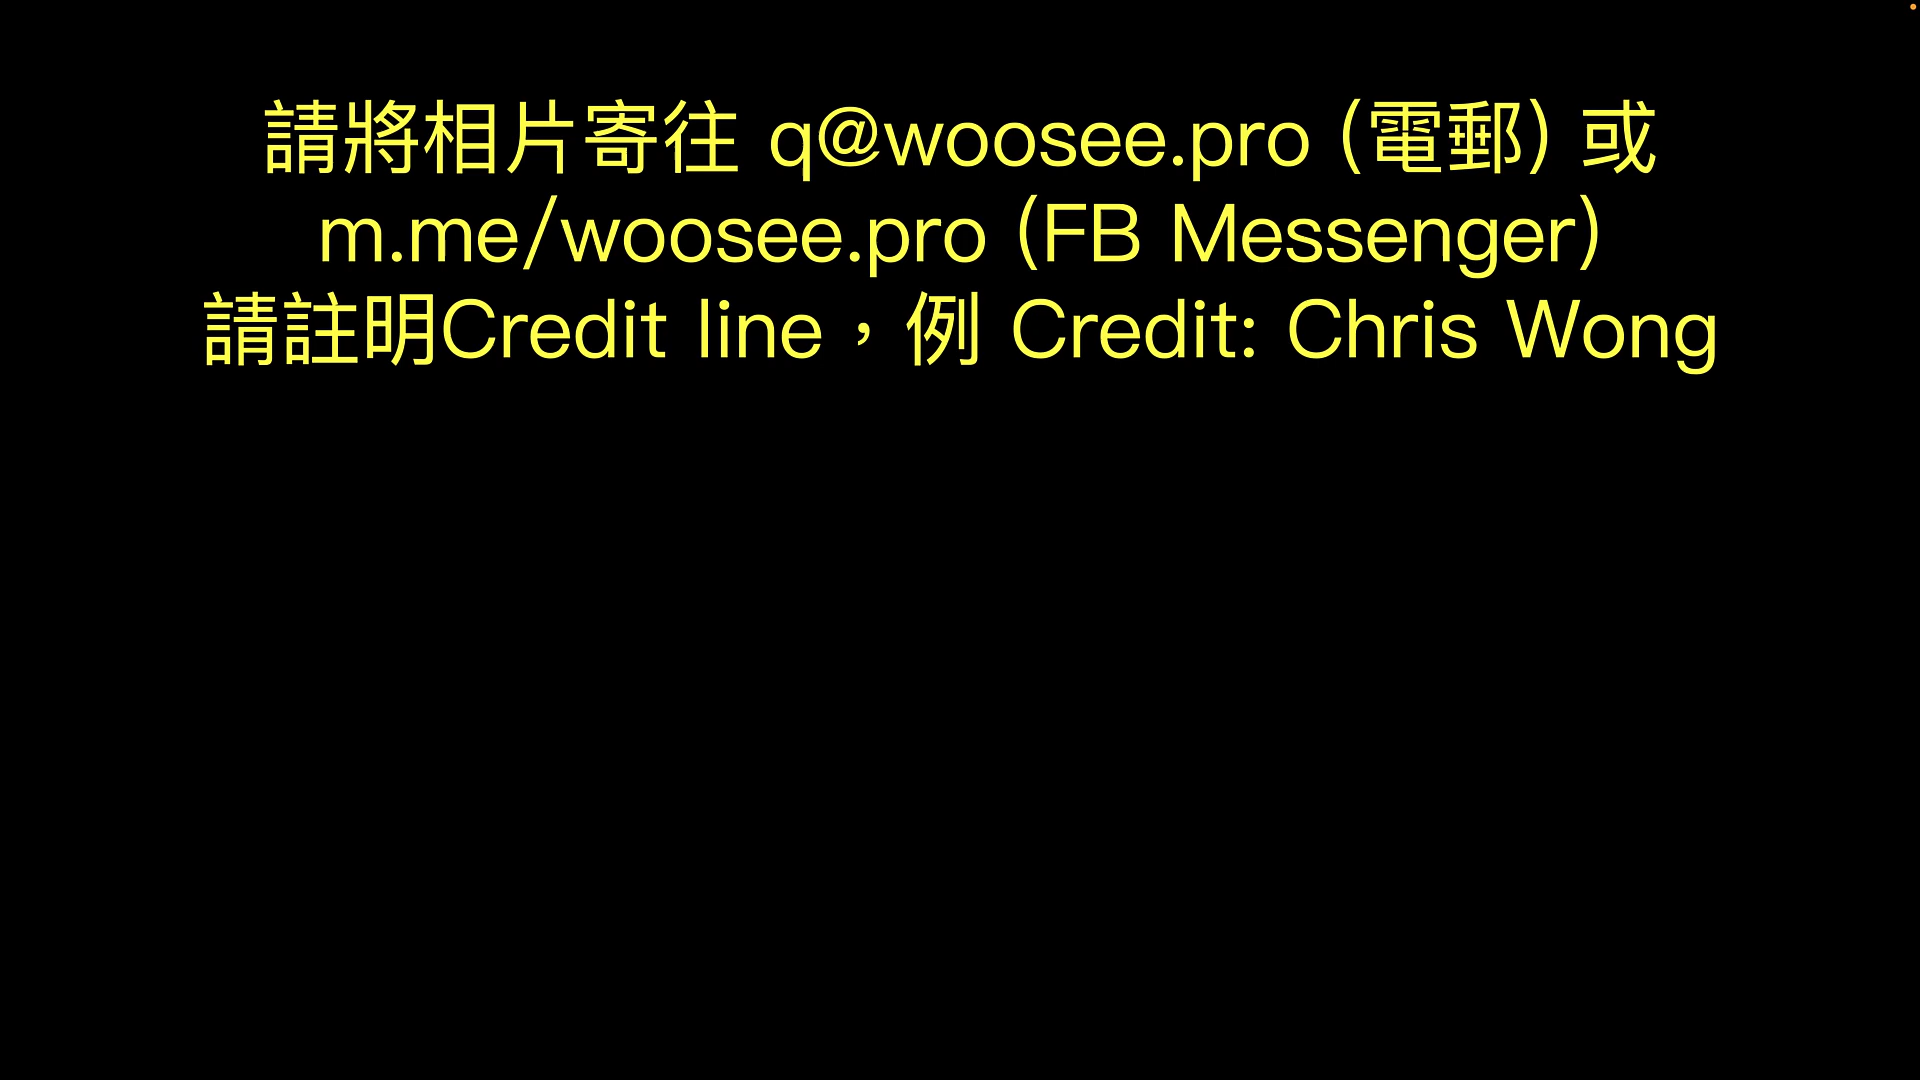 請將相片寄往 q@woosee.pro (電郵) 或
m.me/woosee.pro (FB Messenger)
請註明Credit line，例 Credit: Chris Wong